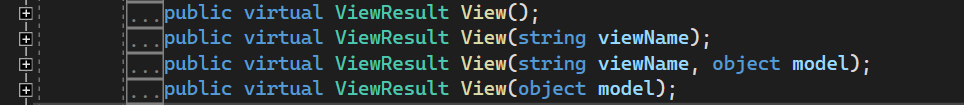 ...public virtual ViewResult View();
...public virtual ViewResult View(string viewName);
...public virtual ViewResult View(string viewName, object model);
...public virtual ViewResult View(object model);